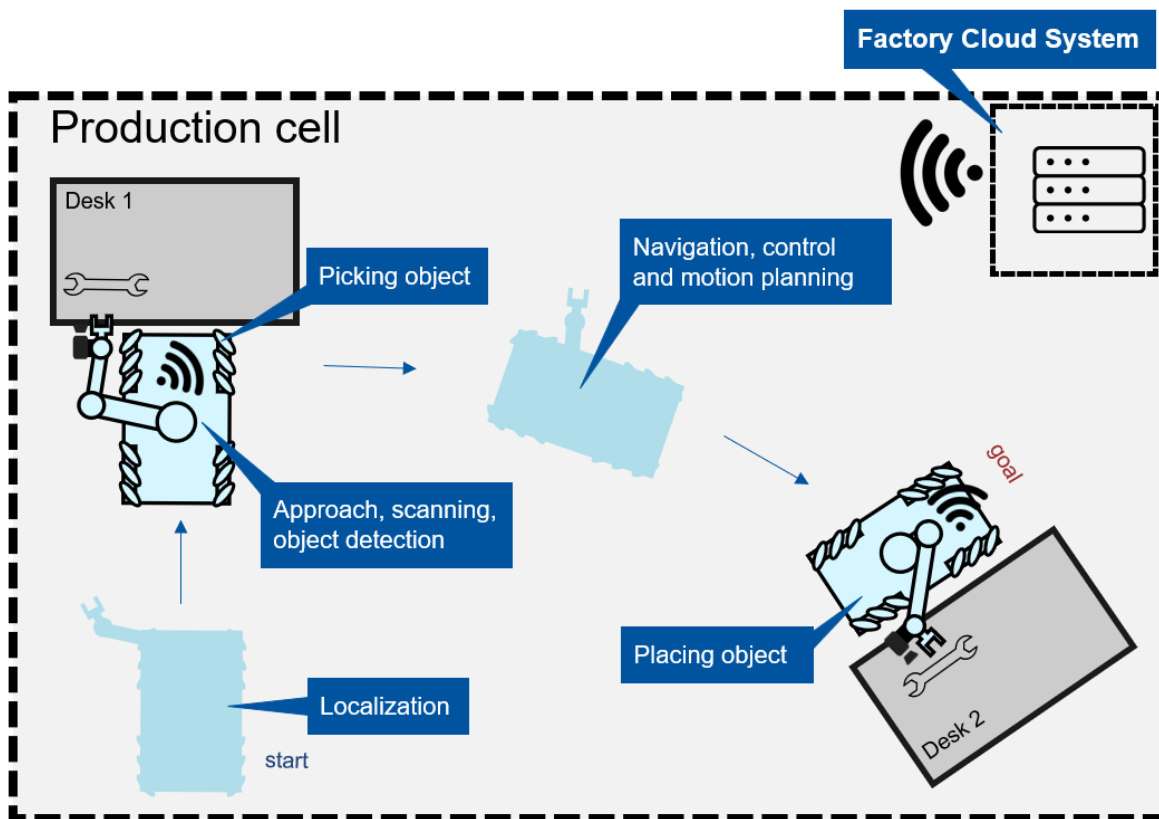 Factory Cloud System
Production cell
Desk 1
Picking object
Navigation, control
and motion planning
Approach, scanning,
object detection
goal
Placing object
Localization
start
Desk 2